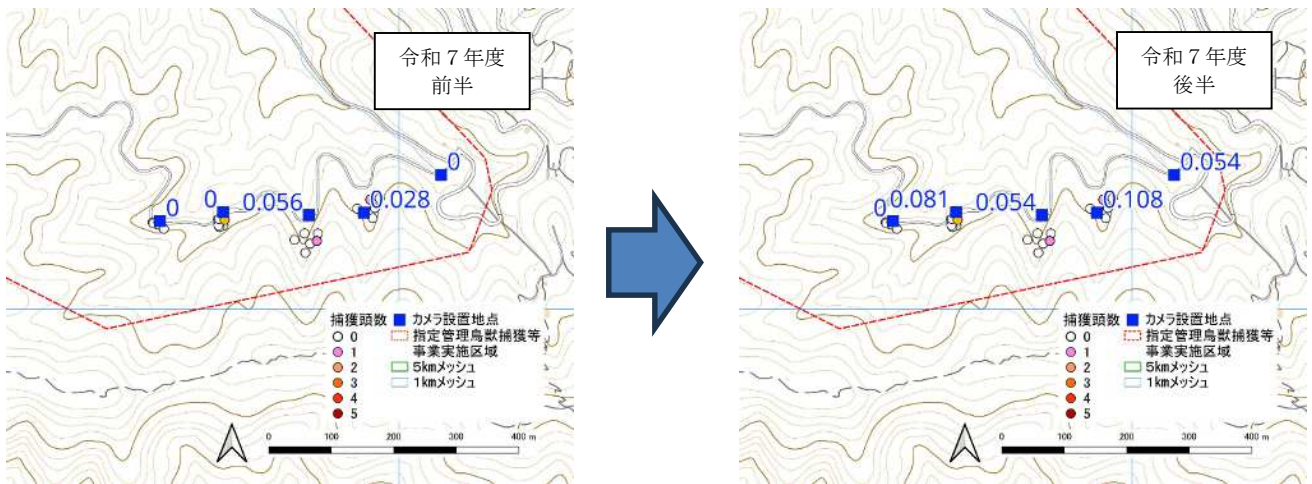 令和７年度
前半
0
0
0.056
0.028
0
捕獲頭数
0
1
2
3
4
5
カメラ設置地点
指定管理鳥獣捕獲等
事業実施区域
5kmメッシュ
1kmメッシュ
0 100 200 300 400 m
令和７年度
後半
0.054
0.081
0
0.054
0.108
捕獲頭数
0
1
2
3
4
5
カメラ設置地点
指定管理鳥獣捕獲等
事業実施区域
5kmメッシュ
1kmメッシュ
0 100 200 300 400 m